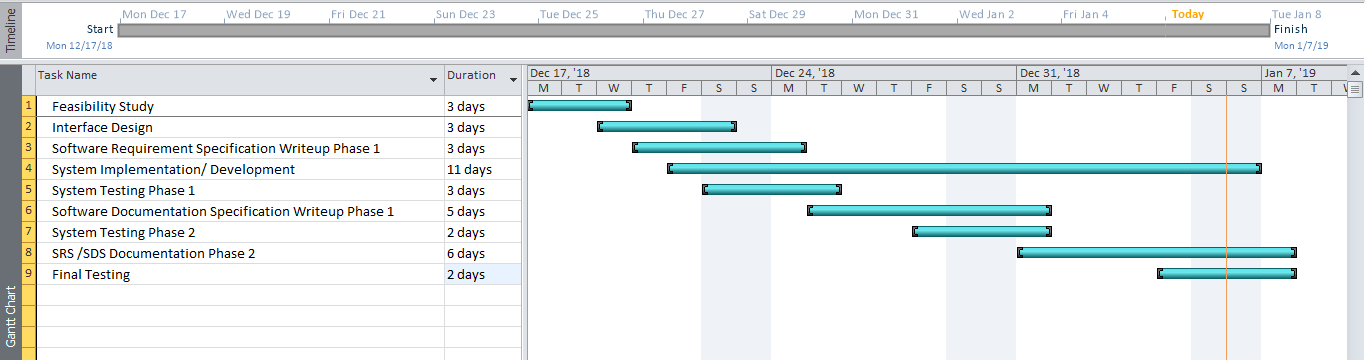 Timeline
Mon Dec 17 Wed Dec 19 Fri Dec 21 Sun Dec 23 Tue Dec 25 Thu Dec 27 Sat Dec 29 Mon Dec 31 Wed Jan 2 Fri Jan 4 Today Tue Jan 8
Start Finish
Mon 12/17/18 Mon 1/7/19
Gantt Chart
Task Name Duration Dec 17, '18 Dec 24, '18 Dec 31, '18 Jan 7, '19
M T W T F S S M T W T F S S M T W T F S S M T W
1 Feasibility Study 3 days
2 Interface Design 3 days
3 Software Requirement Specification Writeup Phase 1 3 days
4 System Implementation/ Development 11 days
5 System Testing Phase 1 3 days
6 Software Documentation Specification Writeup Phase 1 5 days
7 System Testing Phase 2 2 days
8 SRS /SDS Documentation Phase 2 6 days
9 Final Testing 2 days